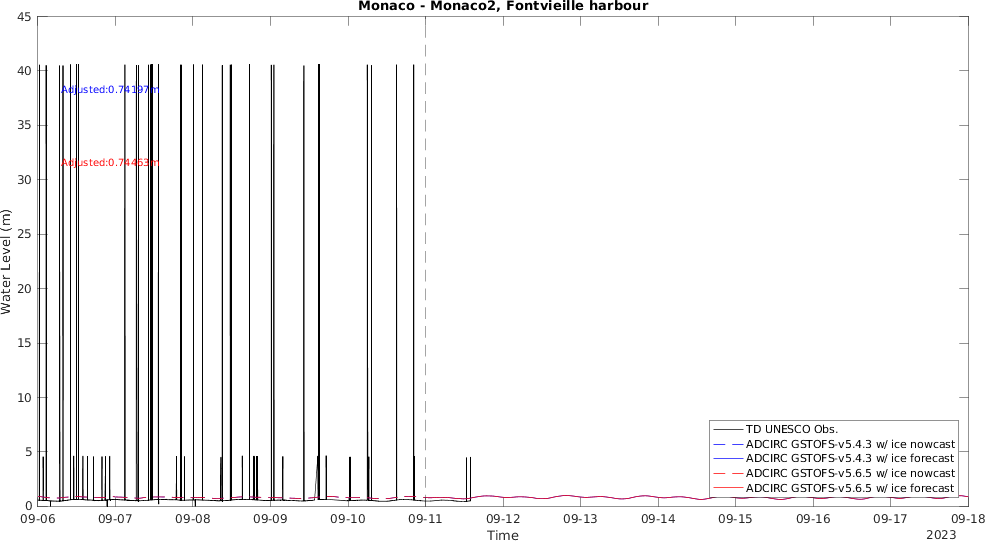 Monaco - Monaco2, Fontvieille harbour
45
40
35
30
25
20
15
10
5
0
Water Level (m)
Adjusted:0.74197m
Adjusted:0.74463m
TD UNESCO Obs.
ADCIRC GSTOFS-v5.4.3 w/ ice nowcast
ADCIRC GSTOFS-v5.4.3 w/ ice forecast
ADCIRC GSTOFS-v5.6.5 w/ ice nowcast
ADCIRC GSTOFS-v5.6.5 w/ ice forecast
09-06 09-07 09-08 09-09 09-10 09-11 09-12 09-13 09-14 09-15 09-16 09-17 09-18
Time
2023